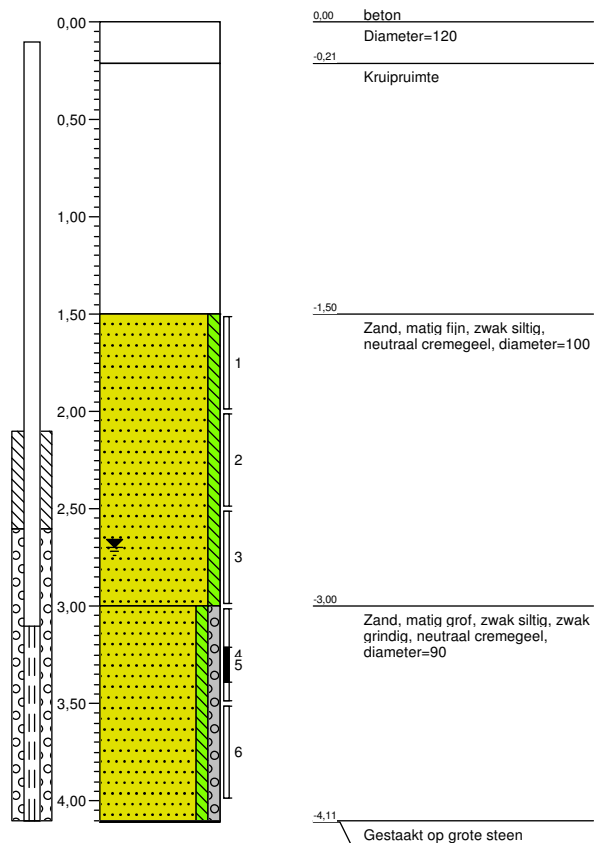 0,00
0,50
1,00
1,50
2,00
2,50
3,00
3,50
4,00
1
2
3
4
5
6
0,00 beton
Diameter=120
-0,21
Kruipruimte
-1,50
Zand, matig fijn, zwak siltig,
neutraal cremegeel, diameter=100
-3,00
Zand, matig grof, zwak siltig, zwak
grindig, neutraal cremegeel,
diameter=90
-4,11
Gestaakt op grote steen